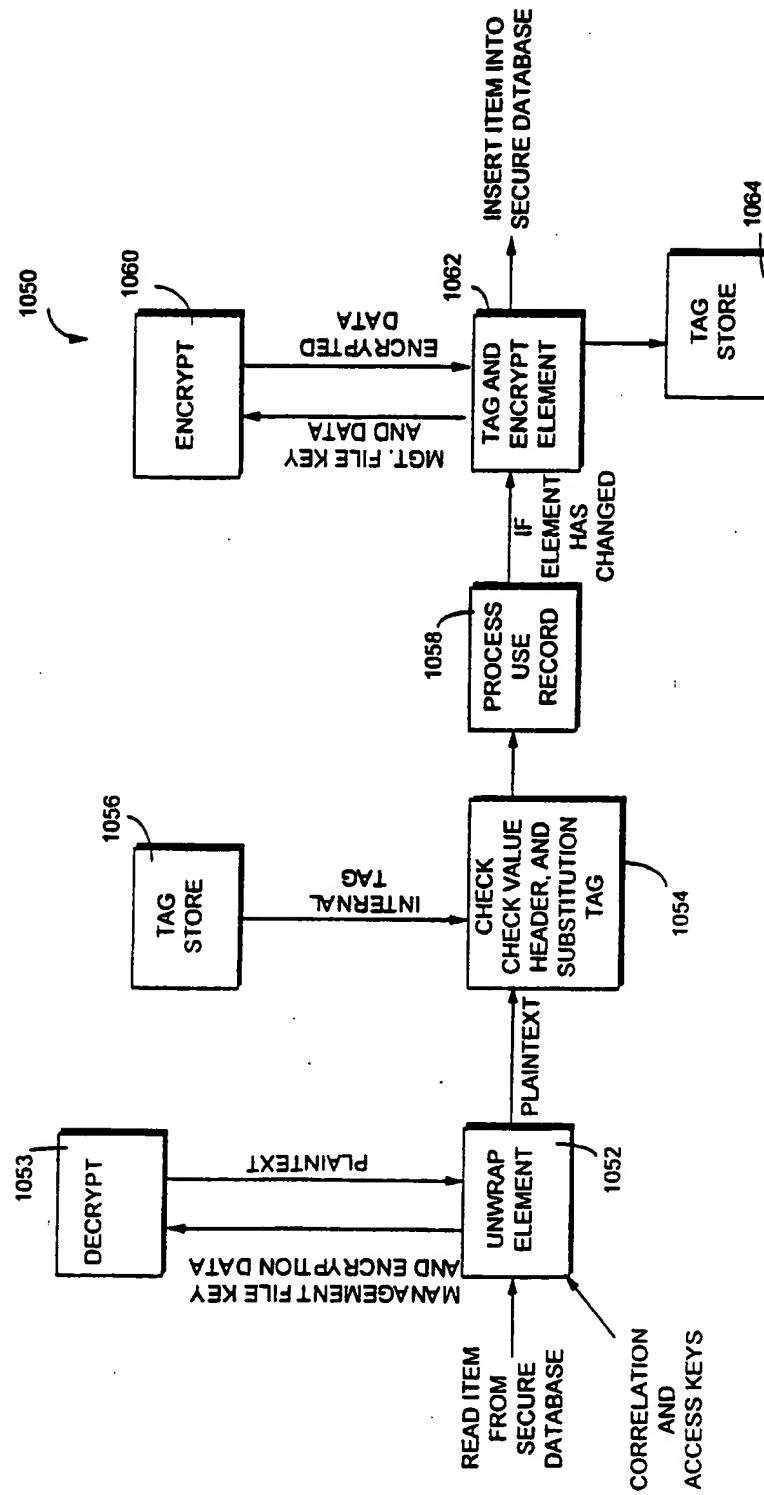 1050
1053
DECRYPT
PLAINTEXT
MANAGEMENT FILE KEY
AND ENCRYPTION DATA
READ ITEM
FROM
SECURE
DATABASE
CORRELATION
AND
ACCESS KEYS
UNWRAP
ELEMENT
1052
PLAINTEXT
1056
TAG
STORE
INTERNAL
TAG
CHECK
CHECK VALUE
HEADER, AND
SUBSTITUTION
TAG
1054
1058
PROCESS
USE
RECORD
IF
ELEMENT
HAS
CHANGED
1060
ENCRYPT
MGT. FILE KEY
AND DATA
ENCRYPTED
DATA
1062
TAG AND
ENCRYPT
ELEMENT
INSERT ITEM INTO
SECURE DATABASE
TAG
STORE
1064